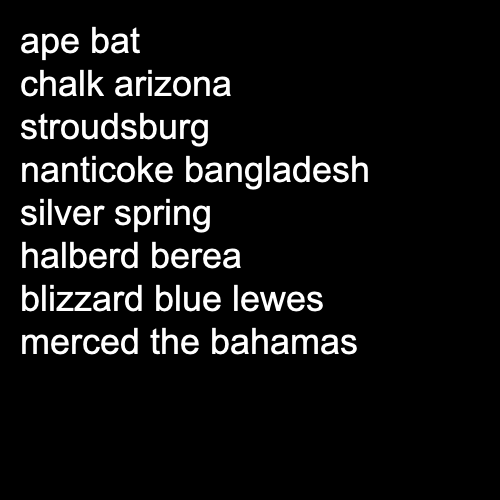 ape bat
chalk arizona
stroudsburg
nanticoke bangladesh
silver spring
halberd berea
blizzard blue lewes
merced the bahamas